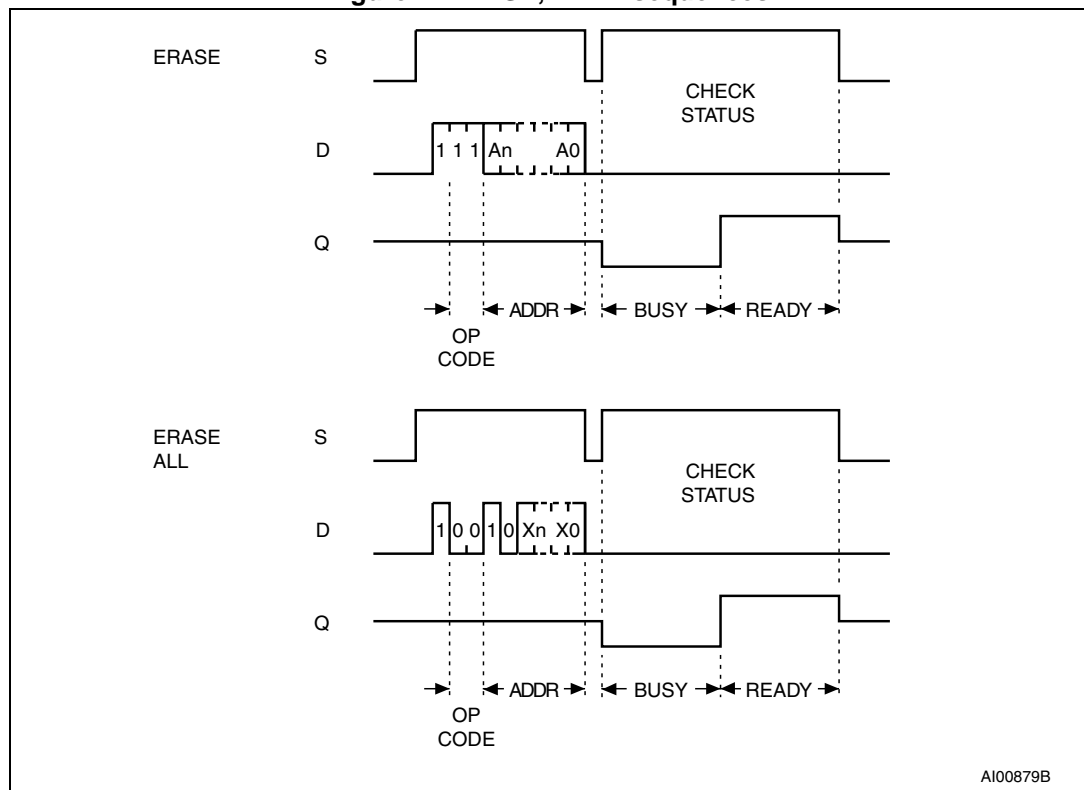 ERASE S
CHECK
STATUS
D 1 1 1 An A0
Q
ADDR BUSY READY
OP
CODE
ERASE
ALL
S
CHECK
STATUS
D 1 0 0 1 0 Xn X0
Q
ADDR BUSY READY
OP
CODE
AI00879B